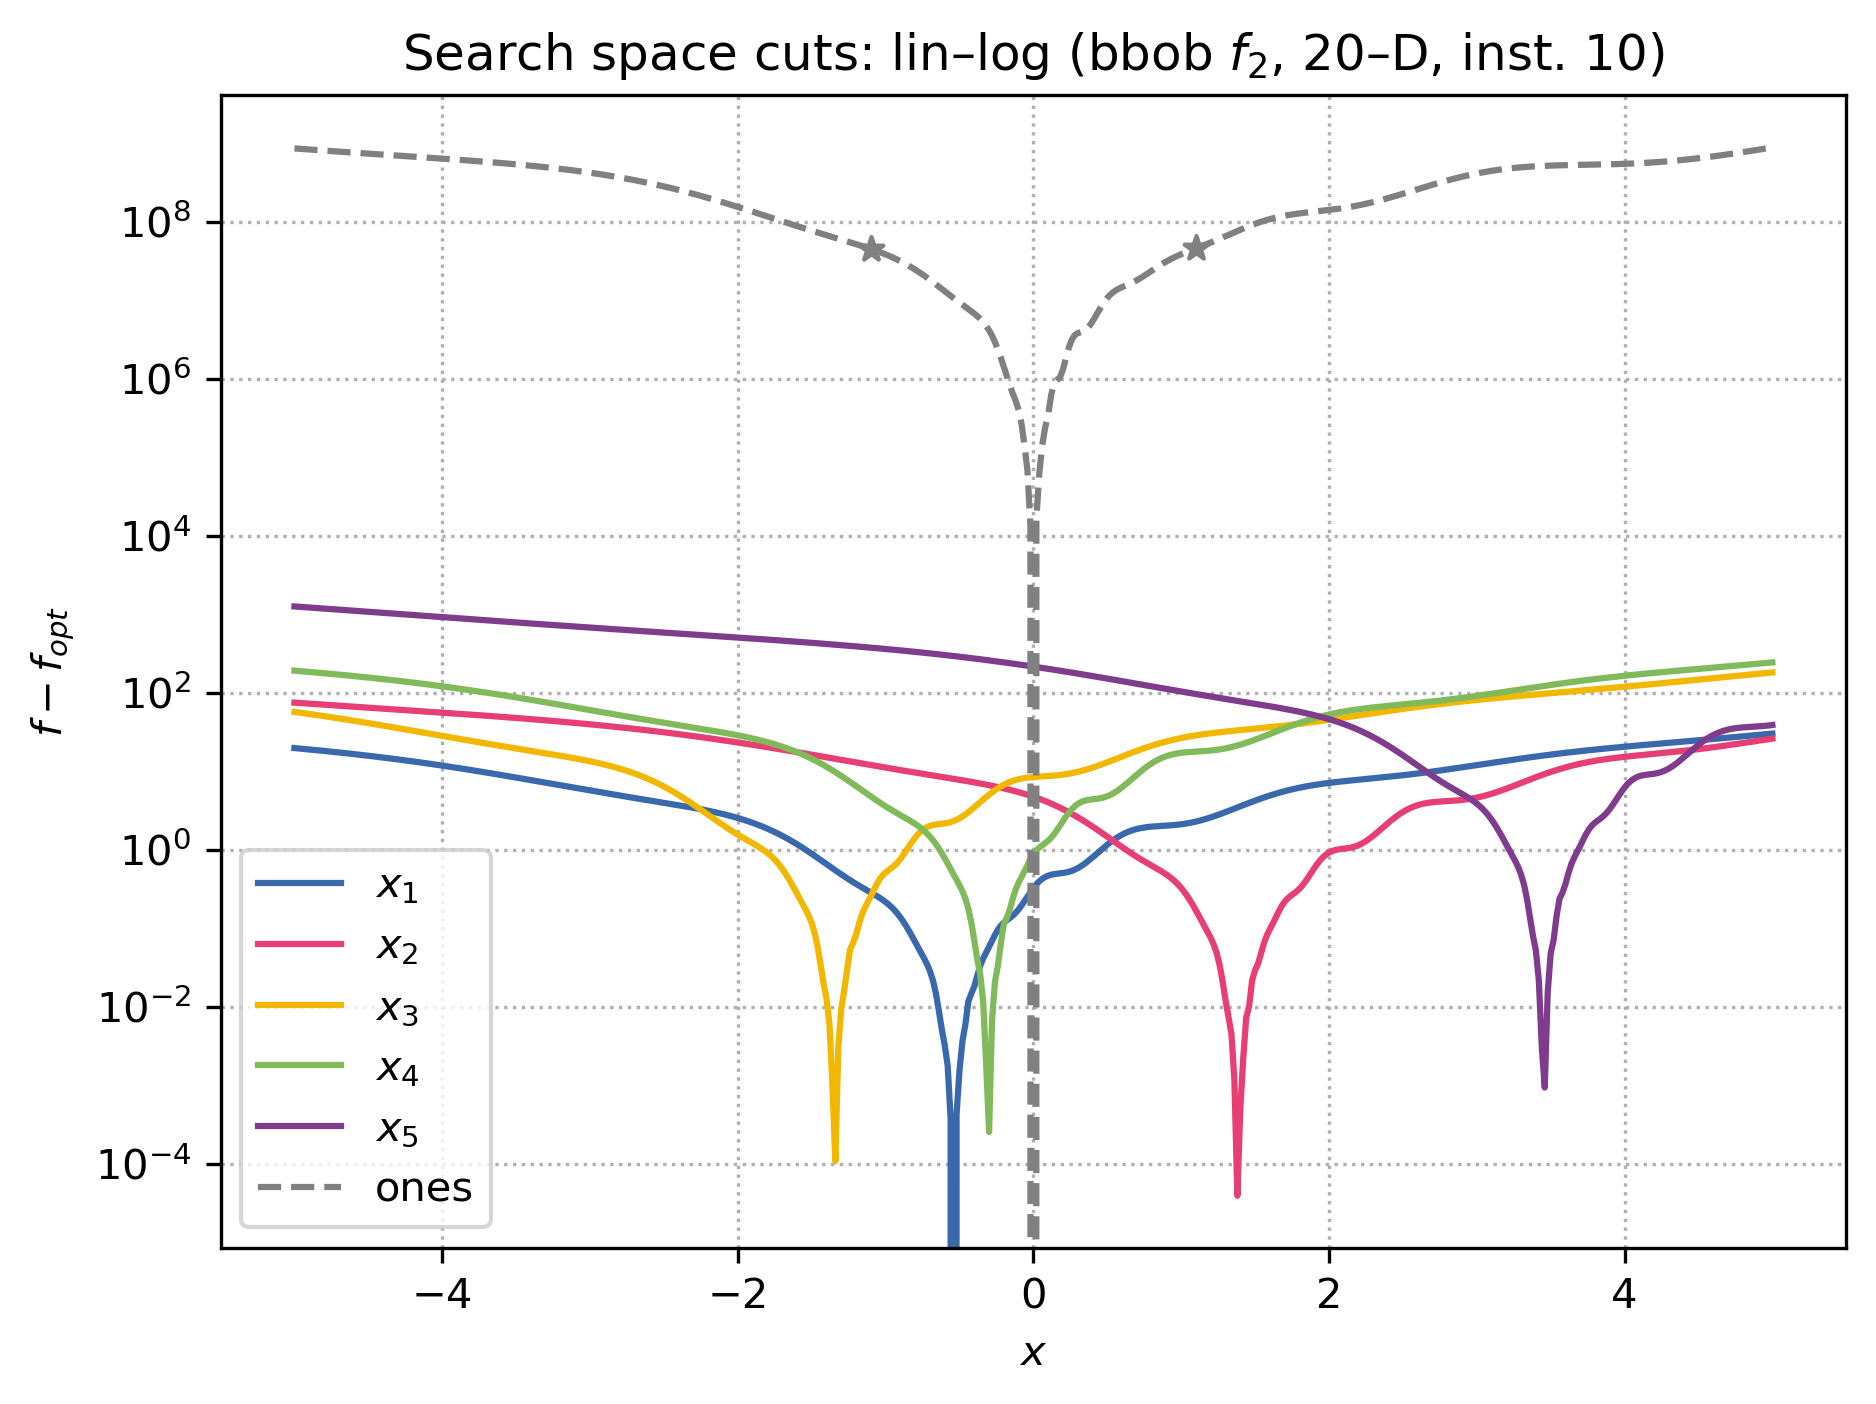 Search space cuts: lin–log (bbob f₂, 20–D, inst. 10)
f − f_opt
10⁸
10⁶
10⁴
10²
10⁰
10⁻²
10⁻⁴
x₁
x₂
x₃
x₄
x₅
ones
−4 −2 0 2 4
x